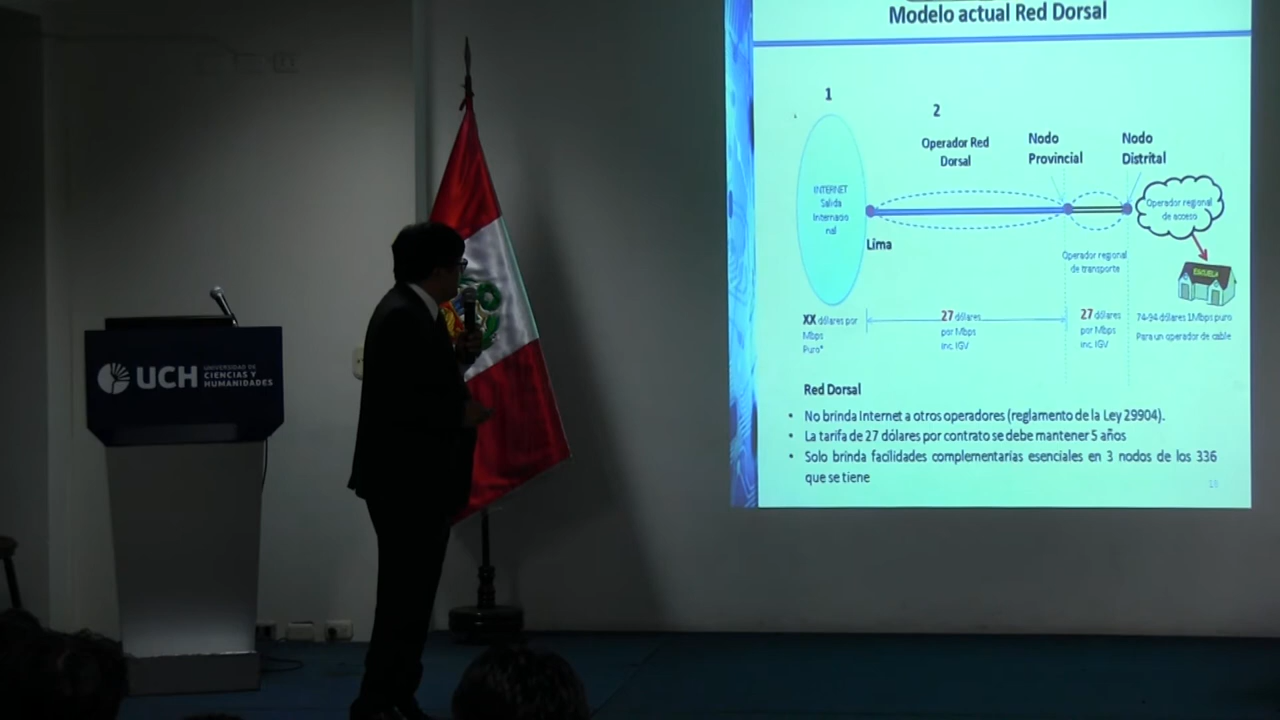 Modelo actual Red Dorsal
1
2
Operador Red
Dorsal
Nodo
Provincial
Nodo
Distrital
INTERNET
Salida
Internacio
nal
Operador regional
de acceso
Lima
Operador regional
de transporte
ESCUELA
XX dólares por
Mbps
Puro*
27 dólares
por Mbps
inc. IGV
27 dólares
por Mbps
inc. IGV
74-94 dólares 1Mbps puro
Para un operador de cable
Red Dorsal
• No brinda Internet a otros operadores (reglamento de la Ley 29904).
• La tarifa de 27 dólares por contrato se debe mantener 5 años
• Solo brinda facilidades complementarias esenciales en 3 nodos de los 336
que se tiene
UCH
UNIVERSIDAD DE
CIENCIAS Y
HUMANIDADES